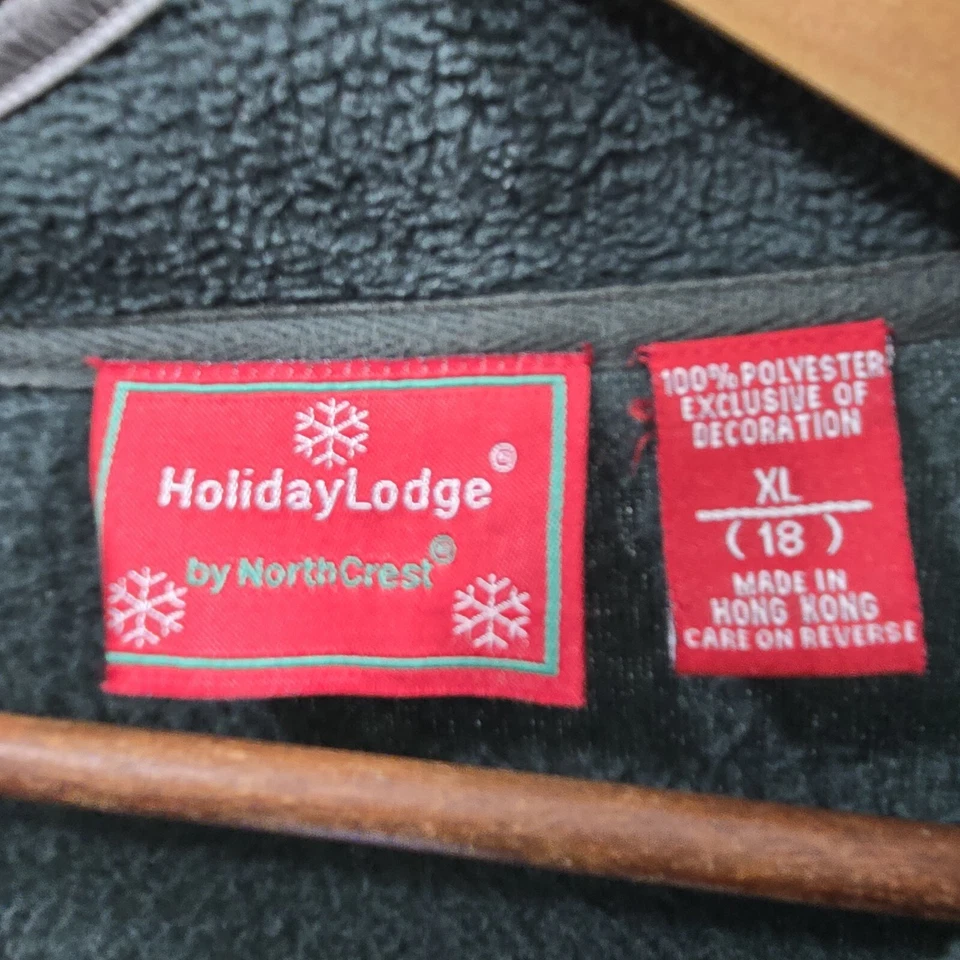 HolidayLodge®
by NorthCrest®
100% POLYESTER
EXCLUSIVE OF
DECORATION
XL
(18)
MADE IN
HONG KONG
CARE ON REVERSE